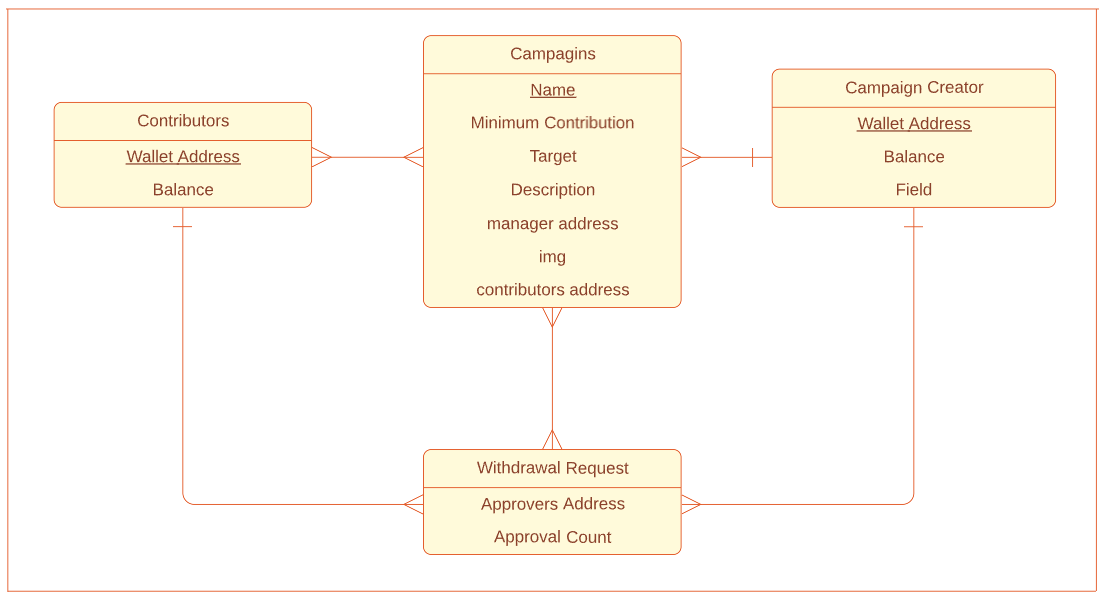 Contributors
Wallet Address
Balance
Campagins
Name
Minimum Contribution
Target
Description
manager address
img
contributors address
Campaign Creator
Wallet Address
Balance
Field
Withdrawal Request
Approvers Address
Approval Count